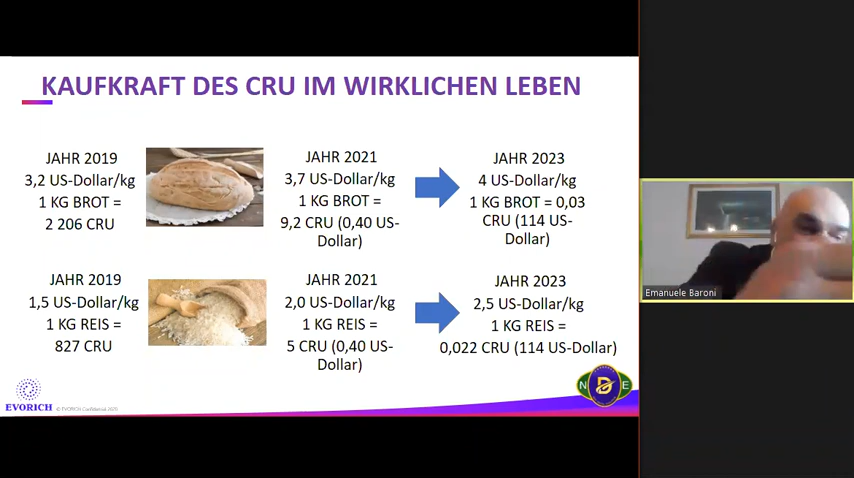 KAUFKRAFT DES CRU IM WIRKLICHEN LEBEN
JAHR 2019
3,2 US-Dollar/kg
1 KG BROT =
2 206 CRU
JAHR 2021
3,7 US-Dollar/kg
1 KG BROT =
9,2 CRU (0,40 US-
Dollar)
JAHR 2023
4 US-Dollar/kg
1 KG BROT = 0,03
CRU (114 US-
Dollar)
JAHR 2019
1,5 US-Dollar/kg
1 KG REIS =
827 CRU
JAHR 2021
2,0 US-Dollar/kg
1 KG REIS =
5 CRU (0,40 US-
Dollar)
JAHR 2023
2,5 US-Dollar/kg
1 KG REIS =
0,022 CRU (114 US-Dollar)
EVORICH
© EVORICH Confidential
N D E
Emanuele Baroni